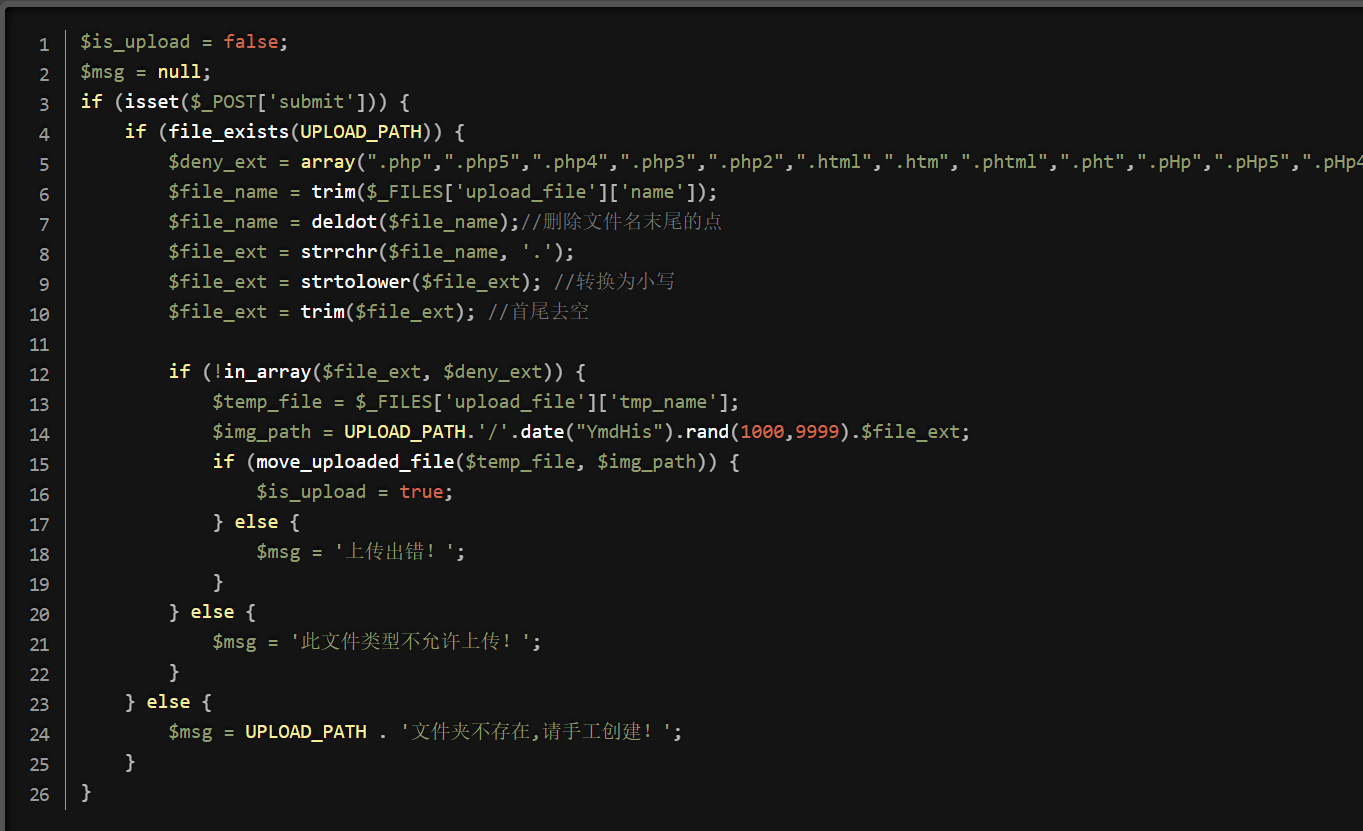 1 $is_upload = false;
2 $msg = null;
3 if (isset($_POST['submit'])) {
4     if (file_exists(UPLOAD_PATH)) {
5         $deny_ext = array(".php",".php5",".php4",".php3",".php2",".html",".htm",".phtml",".pht",".pHp",".pHp5",".pHp4
6         $file_name = trim($_FILES['upload_file']['name']);
7         $file_name = deldot($file_name);//删除文件名末尾的点
8         $file_ext = strrchr($file_name, '.');
9         $file_ext = strtolower($file_ext); //转换为小写
10         $file_ext = trim($file_ext); //首尾去空
11
12         if (!in_array($file_ext, $deny_ext)) {
13             $temp_file = $_FILES['upload_file']['tmp_name'];
14             $img_path = UPLOAD_PATH.'/'.date("YmdHis").rand(1000,9999).$file_ext;
15             if (move_uploaded_file($temp_file, $img_path)) {
16                 $is_upload = true;
17             } else {
18                 $msg = '上传出错！';
19             }
20         } else {
21             $msg = '此文件类型不允许上传！';
22         }
23     } else {
24         $msg = UPLOAD_PATH . '文件夹不存在,请手工创建！';
25     }
26 }